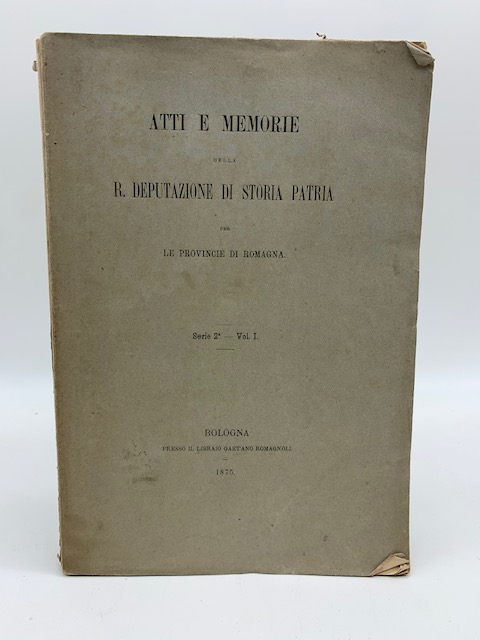 ATTI E MEMORIE
DELLA
R. DEPUTAZIONE DI STORIA PATRIA
PER
LE PROVINCIE DI ROMAGNA.
Serie 2ª — Vol. I.
BOLOGNA
PRESSO IL LIBRAIO GAETANO ROMAGNOLI
1875.